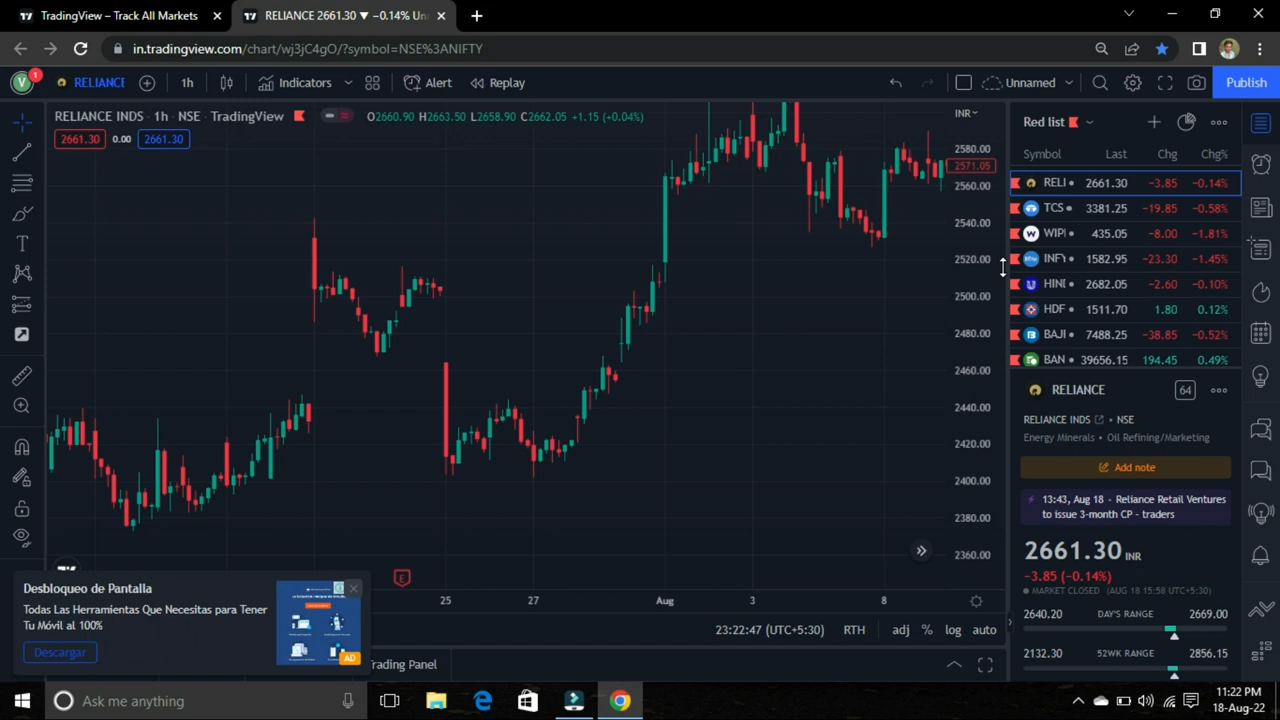 TradingView – Track All Markets
RELIANCE 2661.30 ▼ −0.14% Un
in.tradingview.com/chart/wj3jC4gO/?symbol=NSE%3ANIFTY
V 1
RELIANCE
1h
Indicators
Alert
Replay
Unnamed
Publish
RELIANCE INDS · 1h · NSE · TradingView
O2660.90 H2663.50 L2658.90 C2662.05 +1.15 (+0.04%)
INR
2661.30 0.00 2661.30
2580.00
2571.05
2560.00
2540.00
2520.00
2500.00
2480.00
2460.00
2440.00
2420.00
2400.00
2380.00
2360.00
E
25 27 Aug 3 8
23:22:47 (UTC+5:30) RTH adj % log auto
Trading Panel
Desbloqueo de Pantalla
Todas Las Herramientas Que Necesitas para Tener
Tu Móvil al 100%
Descargar
AD
Red list
Symbol Last Chg Chg%
RELI 2661.30 −3.85 −0.14%
TCS 3381.25 −19.85 −0.58%
WIPI 435.05 −8.00 −1.81%
INFY 1582.95 −23.30 −1.45%
HINI 2682.05 −2.60 −0.10%
HDF 1511.70 1.80 0.12%
BAJI 7488.25 −38.85 −0.52%
BAN 39656.15 194.45 0.49%
RELIANCE
64
RELIANCE INDS • NSE
Energy Minerals • Oil Refining/Marketing
Add note
13:43, Aug 18 - Reliance Retail Ventures
to issue 3-month CP - traders
2661.30 INR
−3.85 (−0.14%)
MARKET CLOSED (AUG 18 15:58 UTC+5:30)
2640.20 DAY'S RANGE 2669.00
2132.30 52WK RANGE 2856.15
Ask me anything
11:22 PM
18-Aug-22